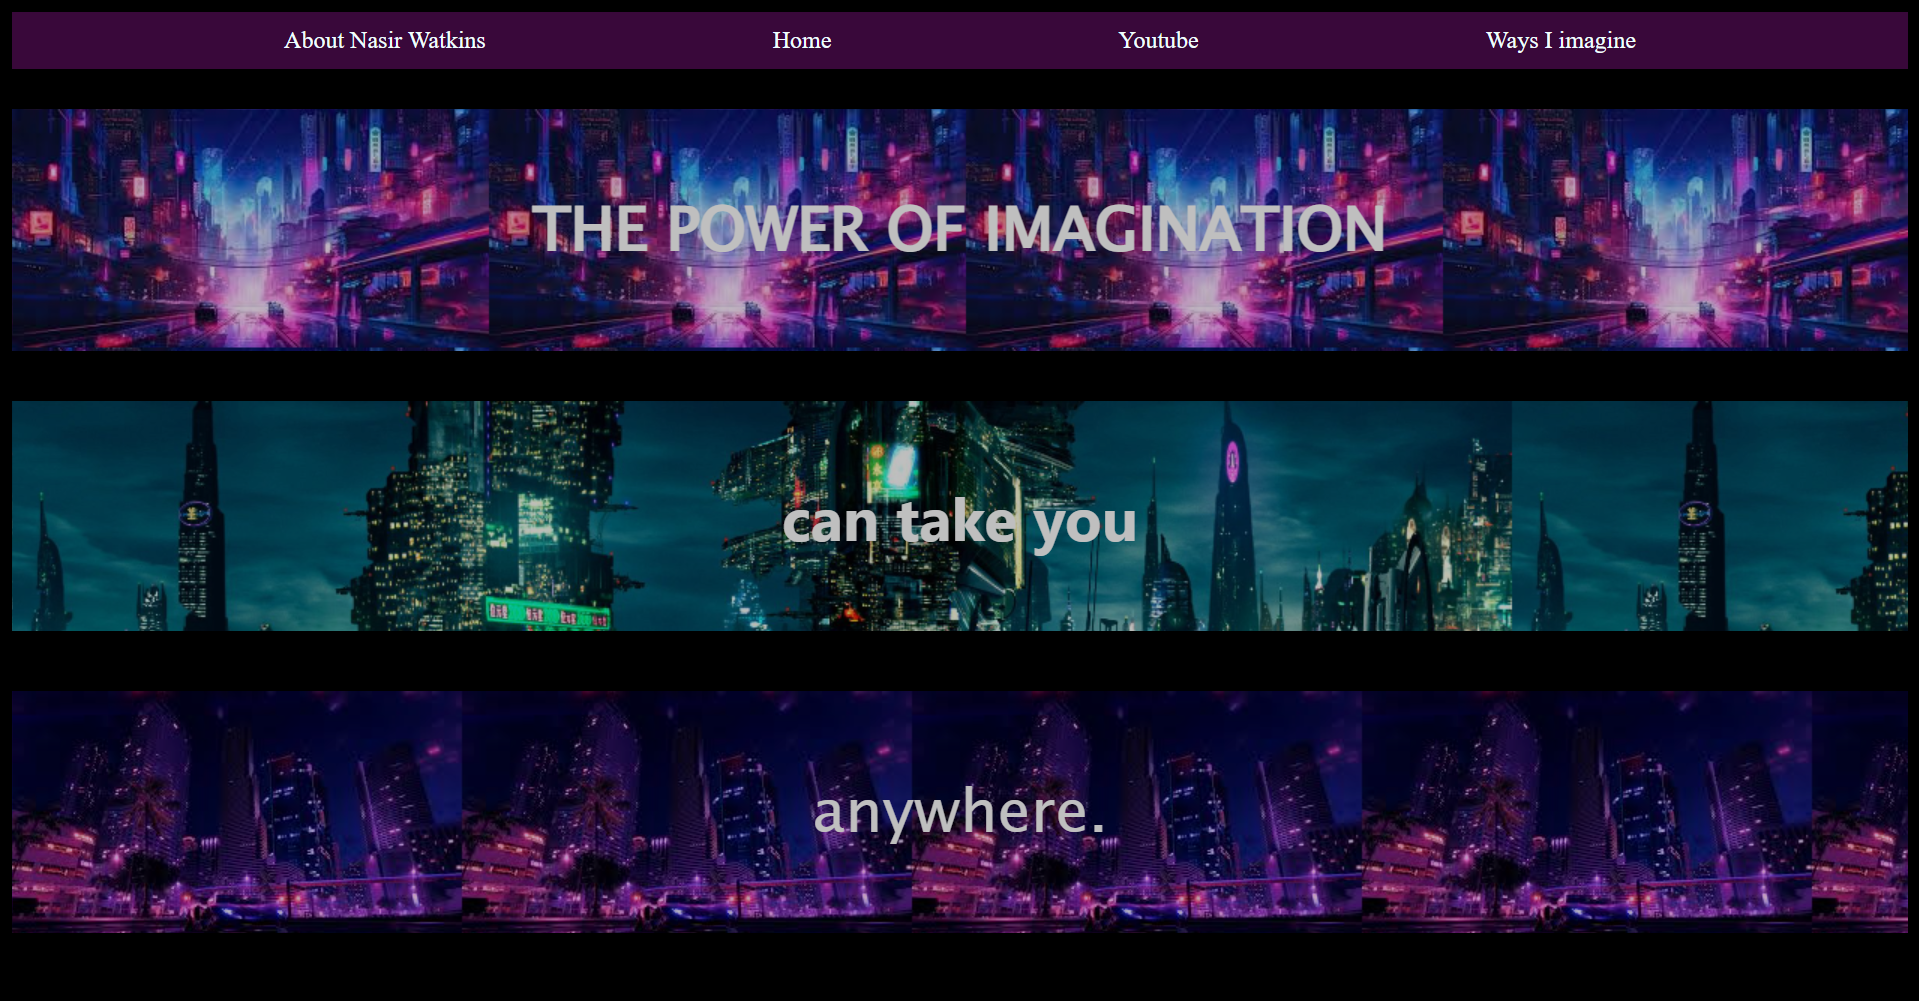 About Nasir Watkins
Home
Youtube
Ways I imagine
THE POWER OF IMAGINATION
can take you
anywhere.